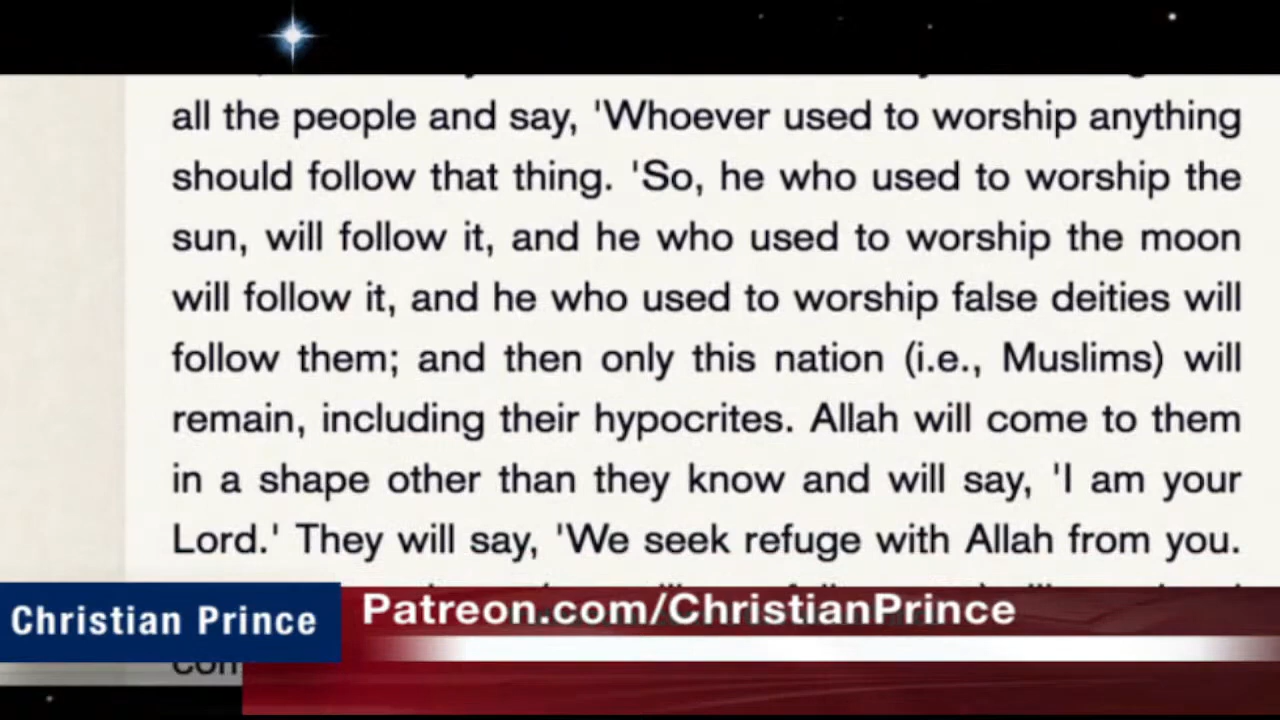 all the people and say, 'Whoever used to worship anything
should follow that thing. 'So, he who used to worship the
sun, will follow it, and he who used to worship the moon
will follow it, and he who used to worship false deities will
follow them; and then only this nation (i.e., Muslims) will
remain, including their hypocrites. Allah will come to them
in a shape other than they know and will say, 'I am your
Lord.' They will say, 'We seek refuge with Allah from you.
Christian Prince
Patreon.com/ChristianPrince